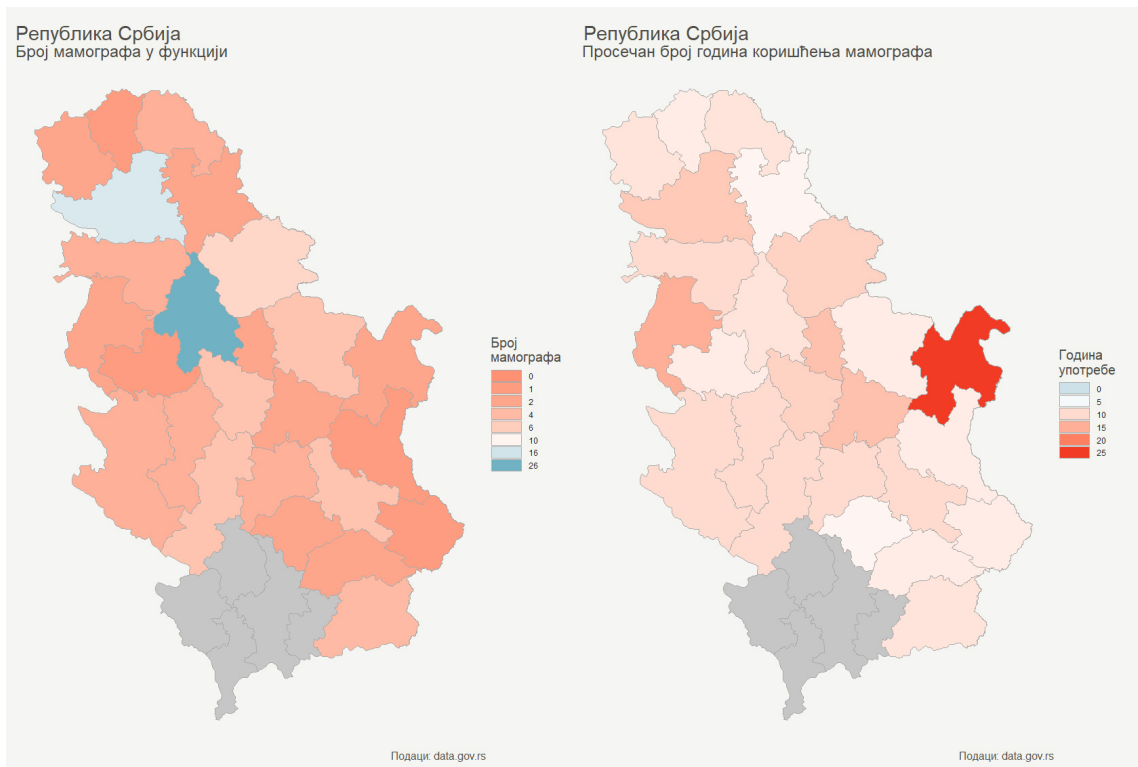 Република Србија
Број мамографа у функцији
Број
мамографа
0
1
2
4
6
10
16
26
Подаци: data.gov.rs
Република Србија
Просечан број година коришћења мамографа
Година
употребе
0
5
10
15
20
25
Подаци: data.gov.rs